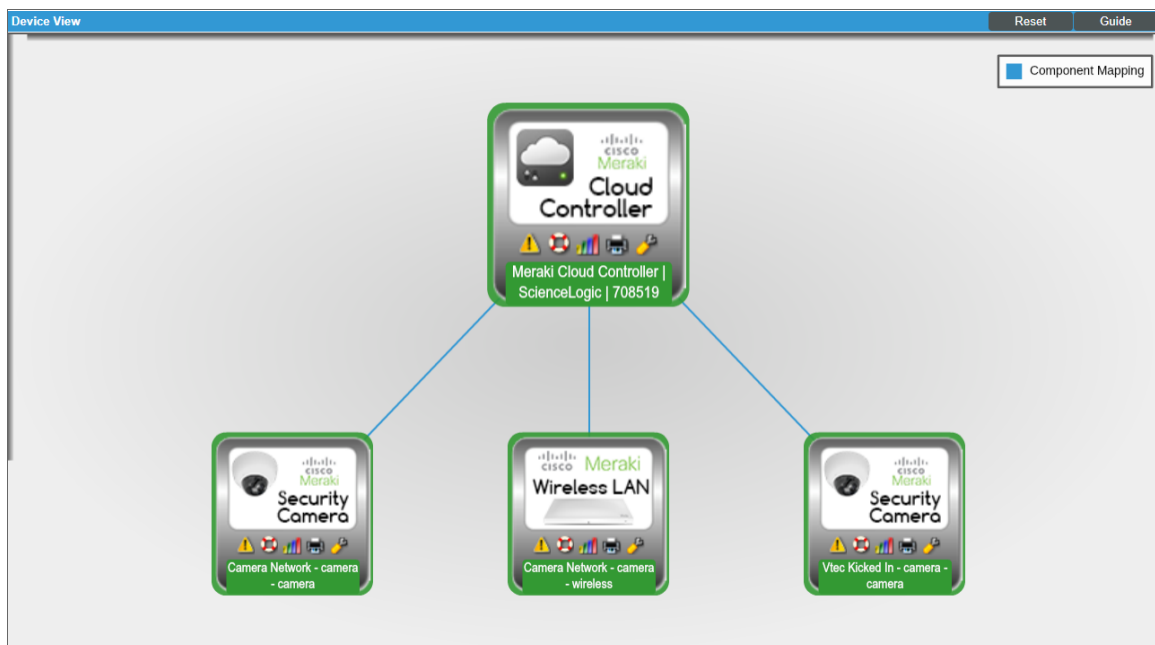 Device View
Reset
Guide
Component Mapping
CISCO
Meraki
Cloud
Controller
Meraki Cloud Controller |
ScienceLogic | 708519
CISCO
Meraki
Security
Camera
Camera Network - camera
- camera
CISCO Meraki
Wireless LAN
Camera Network - camera
- wireless
CISCO
Meraki
Security
Camera
Vtec Kicked In - camera -
camera